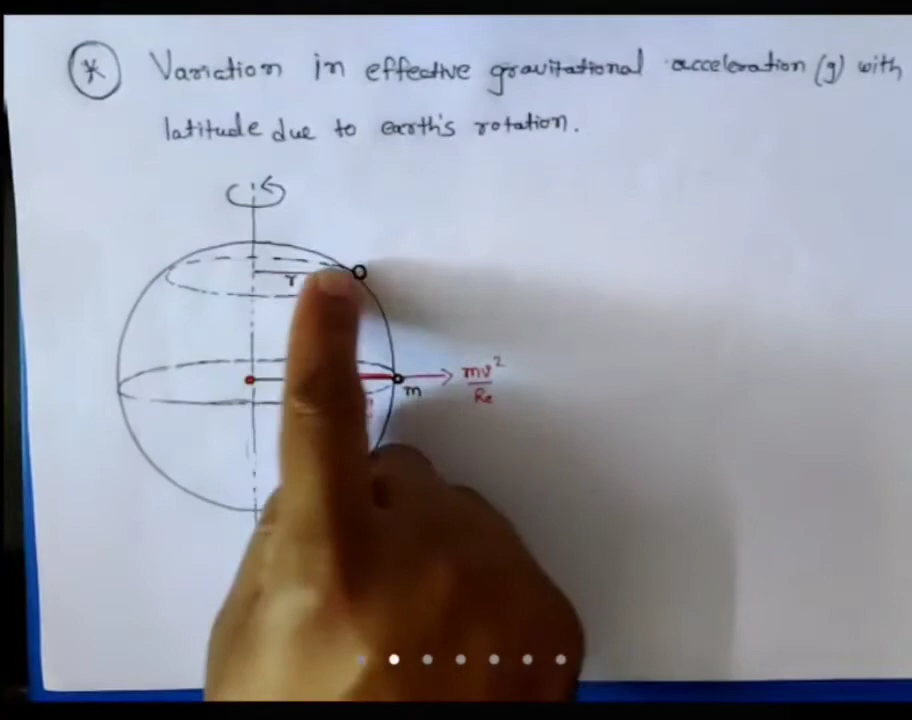 * Variation in effective gravitational acceleration (g) with
latitude due to earth's rotation.
r
mv²
Re
m